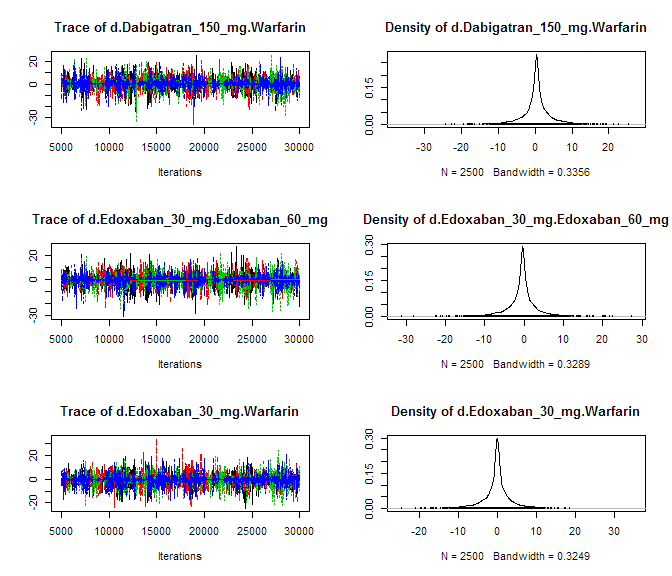 Trace of d.Dabigatran_150_mg.Warfarin
-30 0 20
5000 10000 15000 20000 25000 30000
Iterations
Density of d.Dabigatran_150_mg.Warfarin
0.00 0.15
-30 -20 -10 0 10 20
N = 2500 Bandwidth = 0.3356
Trace of d.Edoxaban_30_mg.Edoxaban_60_mg
-30 0 20
5000 10000 15000 20000 25000 30000
Iterations
Density of d.Edoxaban_30_mg.Edoxaban_60_mg
0.00 0.15 0.30
-30 -20 -10 0 10 20 30
N = 2500 Bandwidth = 0.3289
Trace of d.Edoxaban_30_mg.Warfarin
-20 0 20
5000 10000 15000 20000 25000 30000
Iterations
Density of d.Edoxaban_30_mg.Warfarin
0.00 0.15 0.30
-20 -10 0 10 20 30
N = 2500 Bandwidth = 0.3249